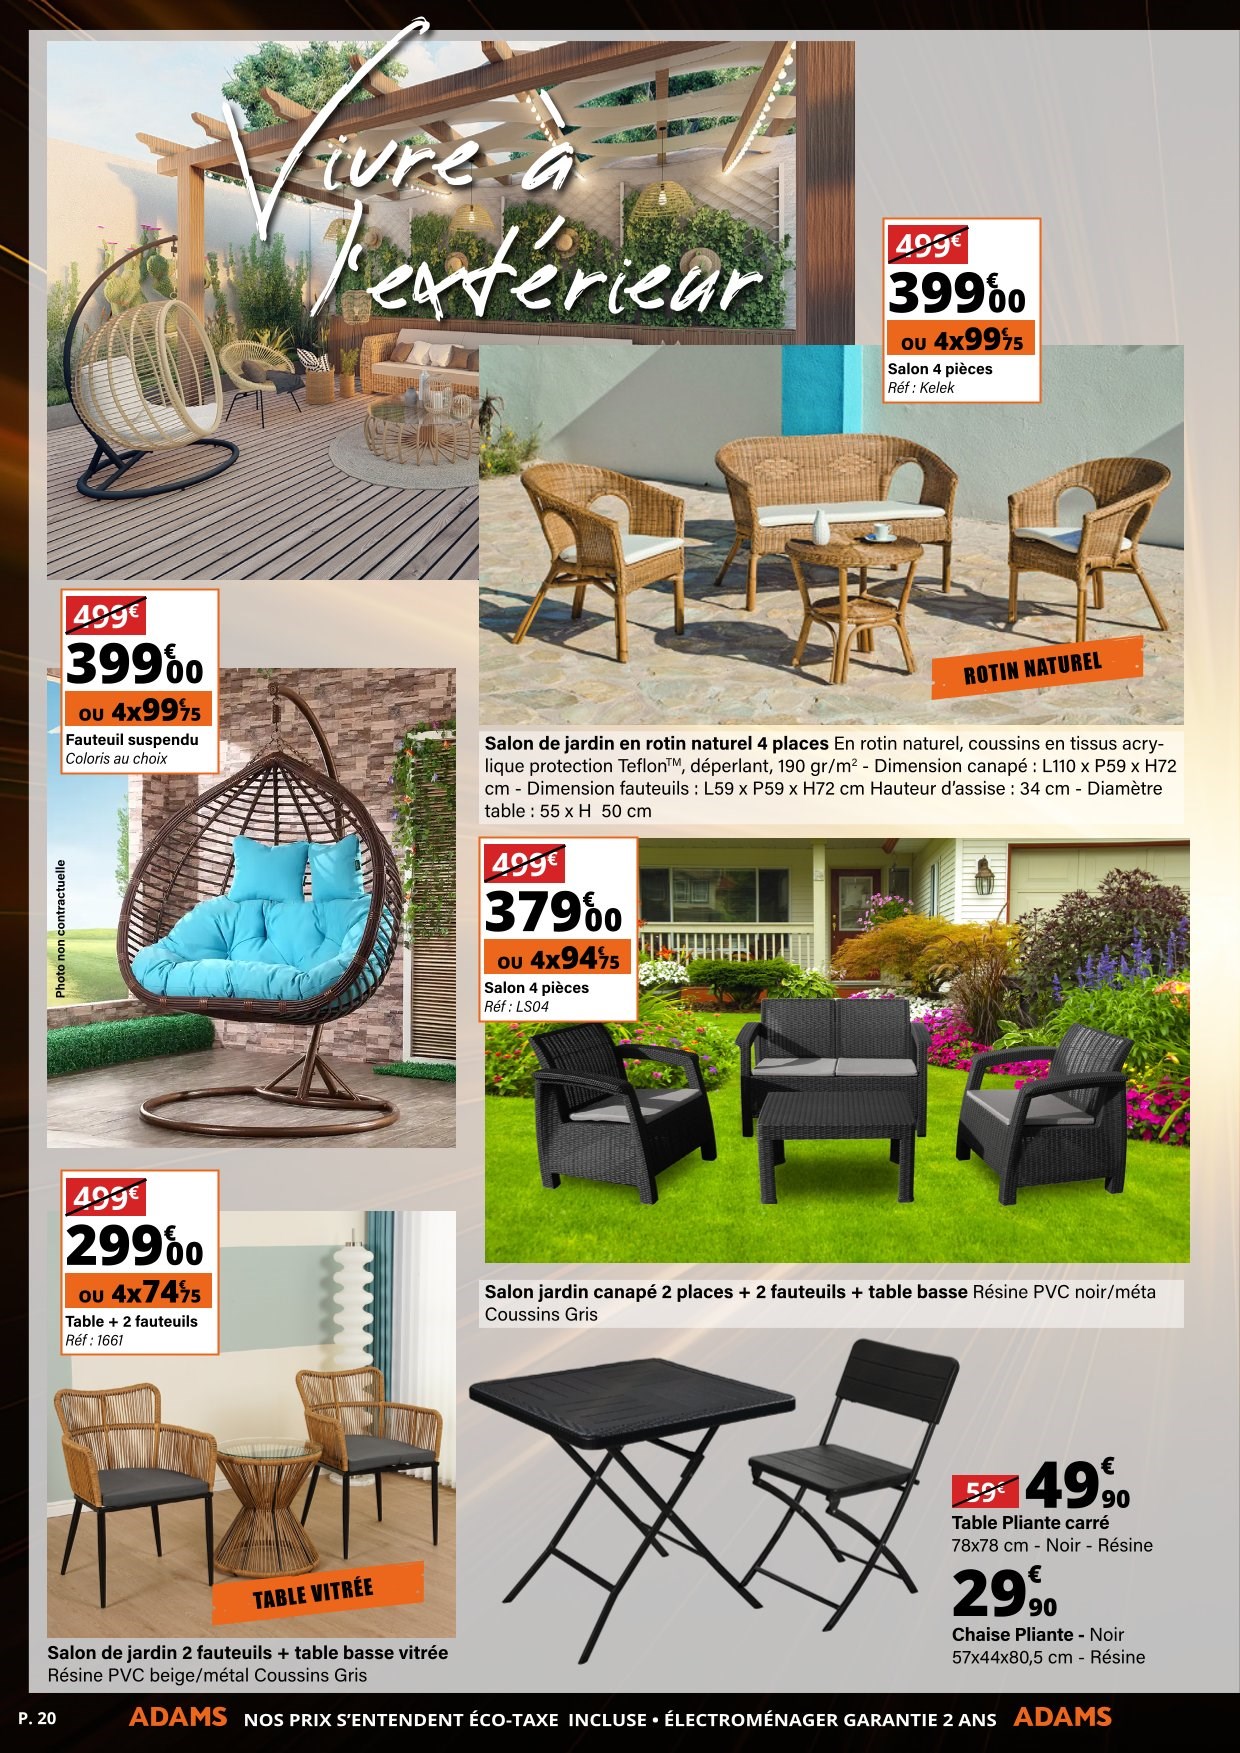 Vivre à
l'extérieur
499€
399€00
OU 4x99€75
Salon 4 pièces
Réf : Kelek
ROTIN NATUREL
Salon de jardin en rotin naturel 4 places En rotin naturel, coussins en tissus acry-
lique protection Teflon™, déperlant, 190 gr/m² - Dimension canapé : L110 x P59 x H72
cm - Dimension fauteuils : L59 x P59 x H72 cm Hauteur d'assise : 34 cm - Diamètre
table : 55 x H 50 cm
499€
399€00
OU 4x99€75
Fauteuil suspendu
Coloris au choix
Photo non contractuelle
499€
379€00
OU 4x94€75
Salon 4 pièces
Réf : LS04
Salon jardin canapé 2 places + 2 fauteuils + table basse Résine PVC noir/méta
Coussins Gris
499€
299€00
OU 4x74€75
Table + 2 fauteuils
Réf : 1661
TABLE VITRÉE
Salon de jardin 2 fauteuils + table basse vitrée
Résine PVC beige/métal Coussins Gris
59€ 49€90
Table Pliante carré
78x78 cm - Noir - Résine
29€90
Chaise Pliante - Noir
57x44x80,5 cm - Résine
P. 20 ADAMS NOS PRIX S'ENTENDENT ÉCO-TAXE INCLUSE • ÉLECTROMÉNAGER GARANTIE 2 ANS ADAMS